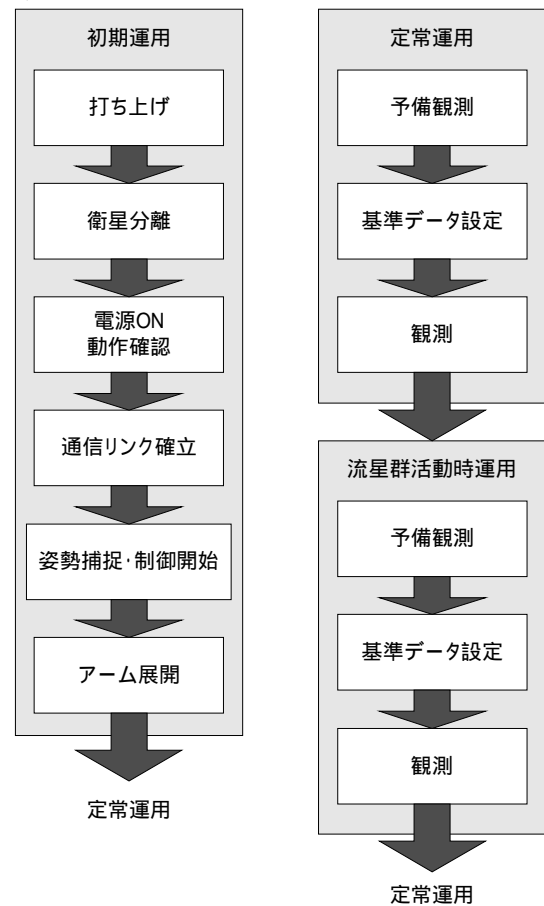 初期運用
打ち上げ
衛星分離
電源ON
動作確認
通信リンク確立
姿勢捕捉・制御開始
アーム展開
定常運用
定常運用
予備観測
基準データ設定
観測
流星群活動時運用
予備観測
基準データ設定
観測
定常運用